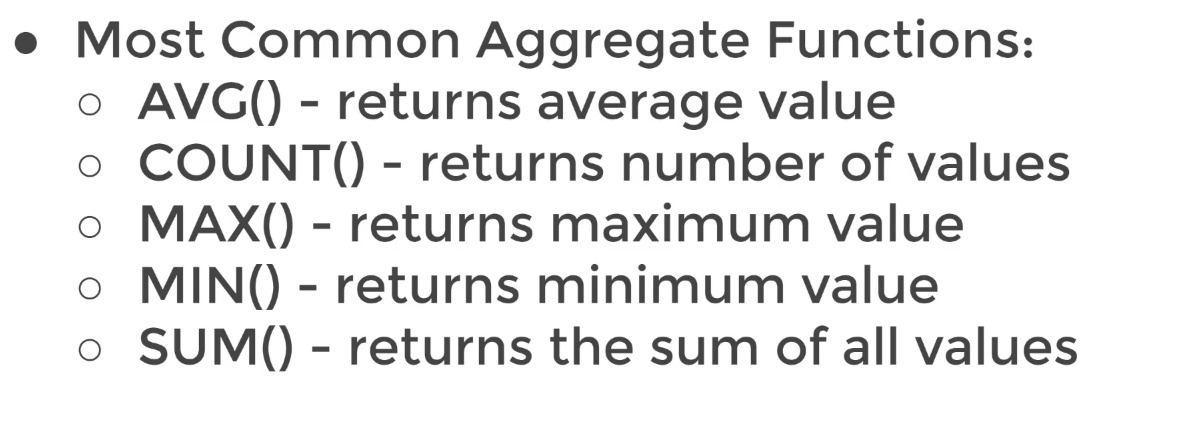 ● Most Common Aggregate Functions:
○ AVG() - returns average value
○ COUNT() - returns number of values
○ MAX() - returns maximum value
○ MIN() - returns minimum value
○ SUM() - returns the sum of all values